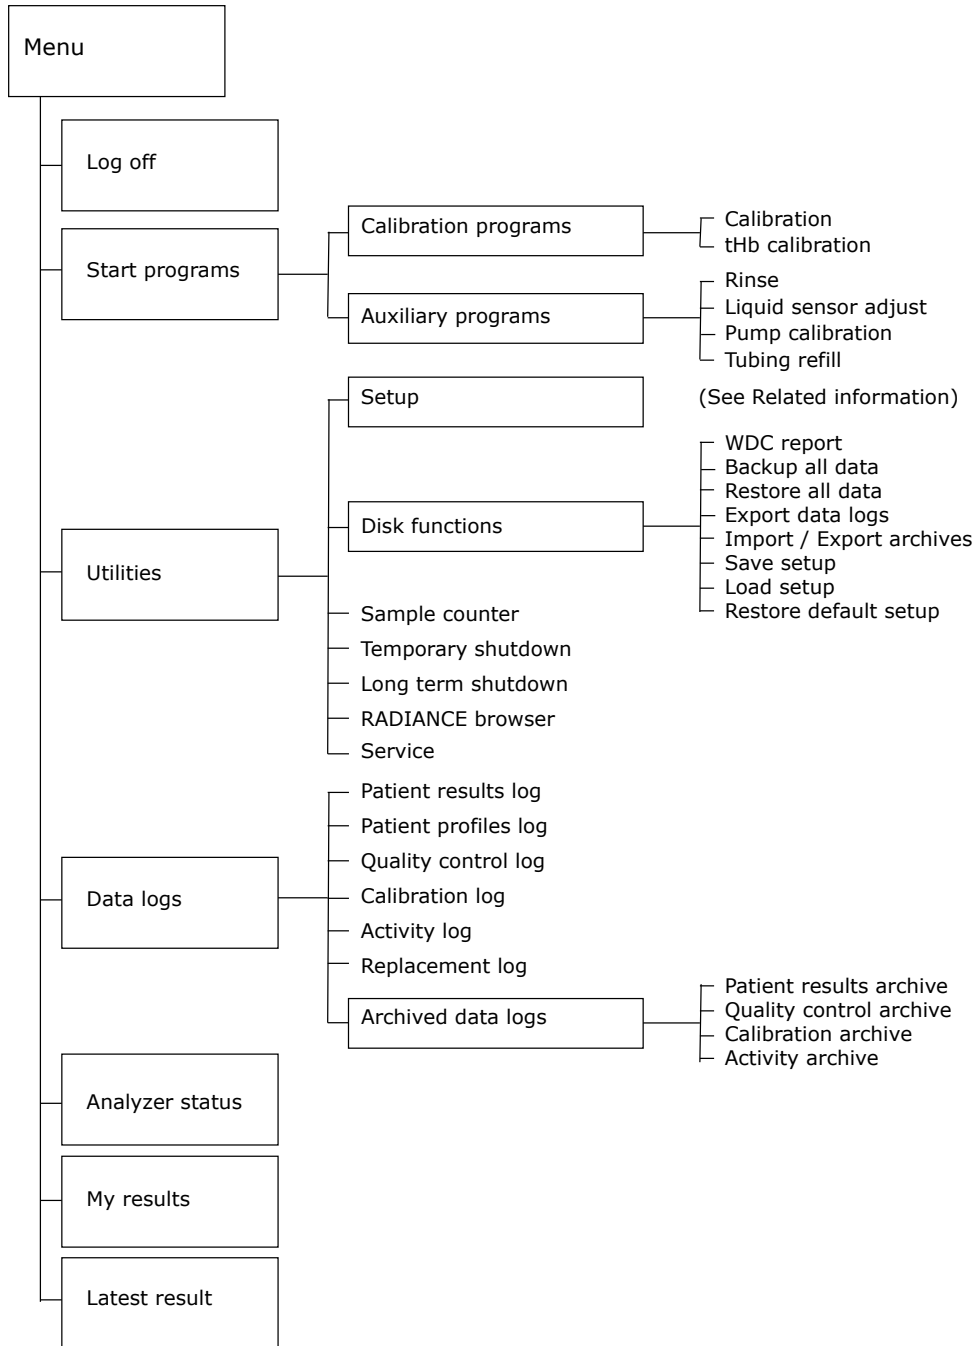 Menu
Log off
Start programs
Calibration programs
Calibration
tHb calibration
Auxiliary programs
Rinse
Liquid sensor adjust
Pump calibration
Tubing refill
Utilities
Setup
(See Related information)
Disk functions
WDC report
Backup all data
Restore all data
Export data logs
Import / Export archives
Save setup
Load setup
Restore default setup
Sample counter
Temporary shutdown
Long term shutdown
RADIANCE browser
Service
Data logs
Patient results log
Patient profiles log
Quality control log
Calibration log
Activity log
Replacement log
Archived data logs
Patient results archive
Quality control archive
Calibration archive
Activity archive
Analyzer status
My results
Latest result